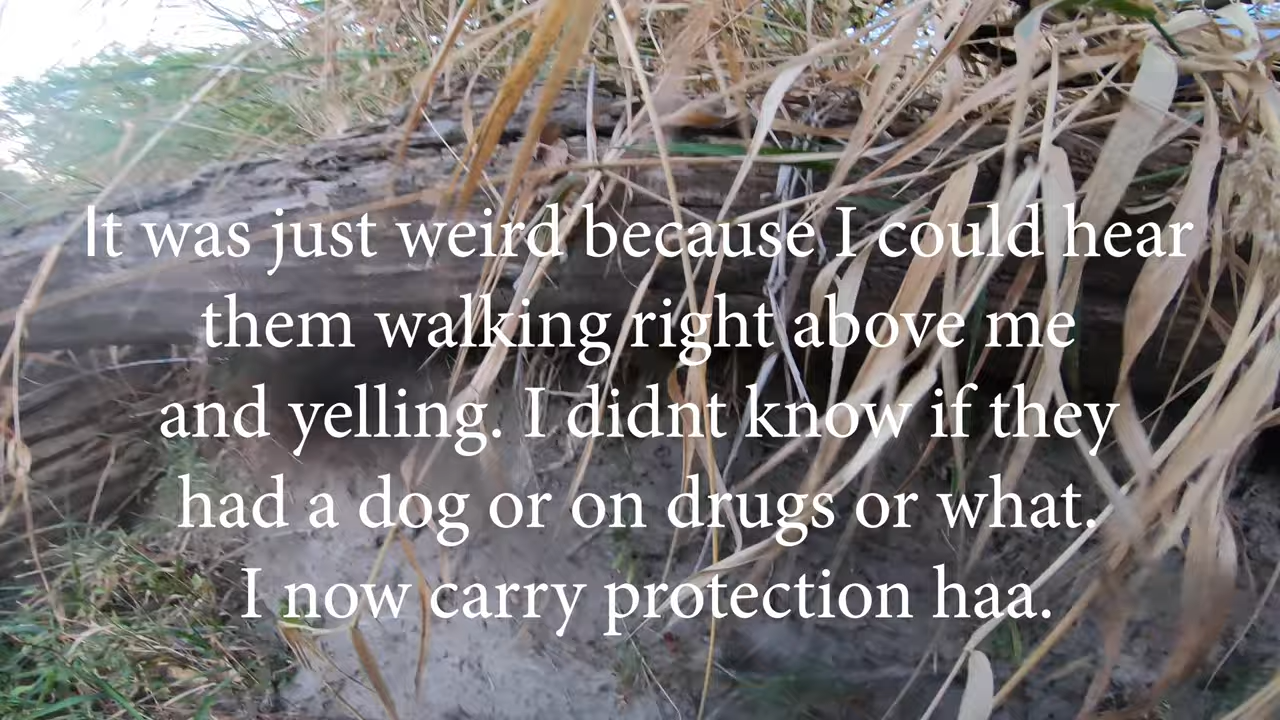 It was just weird because I could hear
them walking right above me
and yelling. I didnt know if they
had a dog or on drugs or what.
I now carry protection haa.